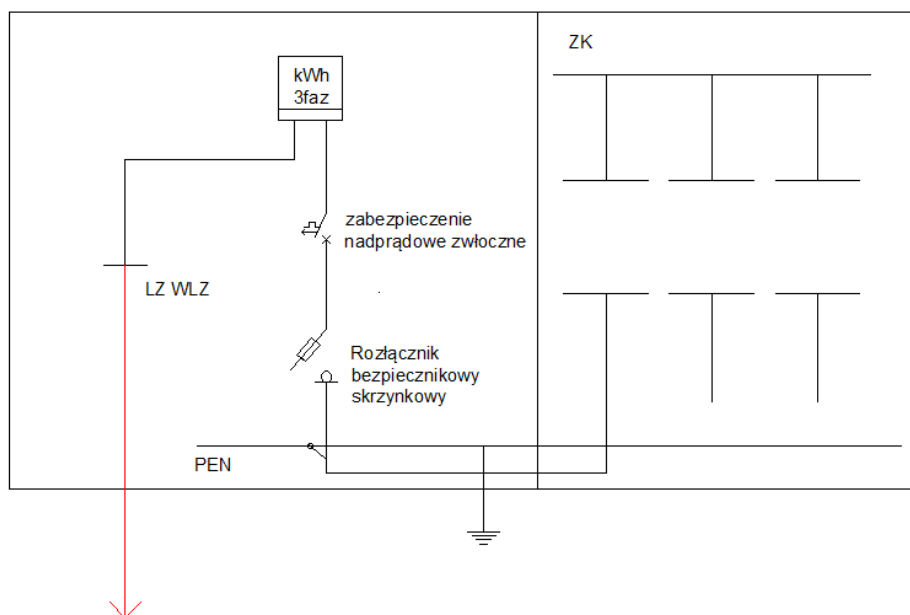 ZK
kWh
3faz
zabezpieczenie
nadprądowe zwłoczne
LZ WLZ
Rozłącznik
bezpiecznikowy
skrzynkowy
PEN